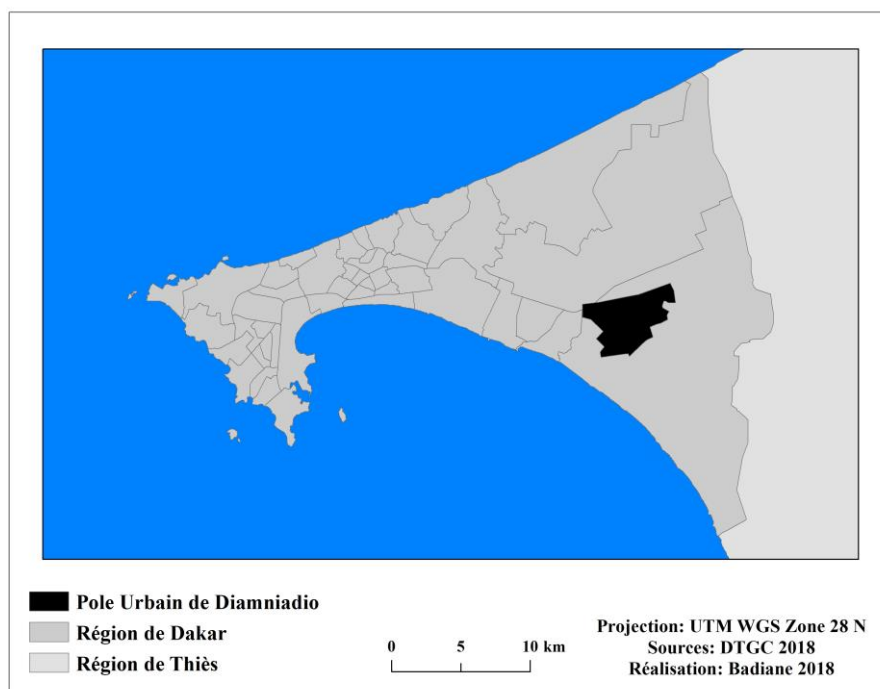 Pole Urbain de Diamniadio
Région de Dakar
Région de Thiès
0 5 10 km
Projection: UTM WGS Zone 28 N
Sources: DTGC 2018
Réalisation: Badiane 2018